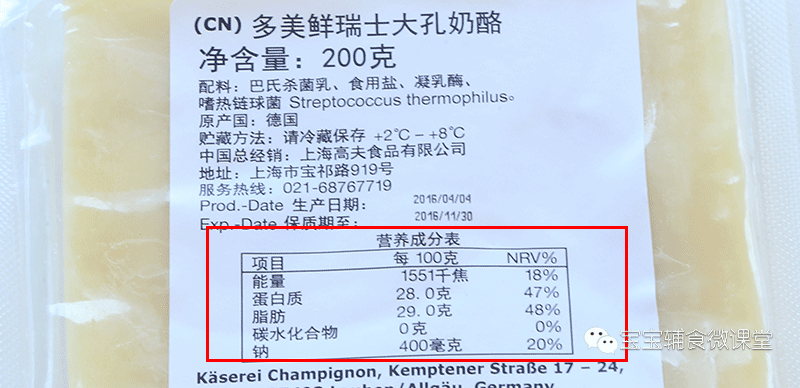 (CN) 多美鲜瑞士大孔奶酪
净含量：200克
配料：巴氏杀菌乳、食用盐、凝乳酶、
嗜热链球菌 Streptococcus thermophilus。
原产国：德国
贮藏方法：请冷藏保存 +2℃－+8℃
中国总经销：上海高夫食品有限公司
地址：上海市宝祁路919号
服务热线：021-68767719
Prod.-Date 生产日期： 2016/04/04
Exp.-Date 保质期至： 2016/11/30
营养成分表
项目 每 100克 NRV%
能量 1551千焦 18%
蛋白质 28.0克 47%
脂肪 29.0克 48%
碳水化合物 0克 0%
钠 400毫克 20%
宝宝辅食微课堂
Käserei Champignon, Kemptener Straße 17 – 24,
Germany